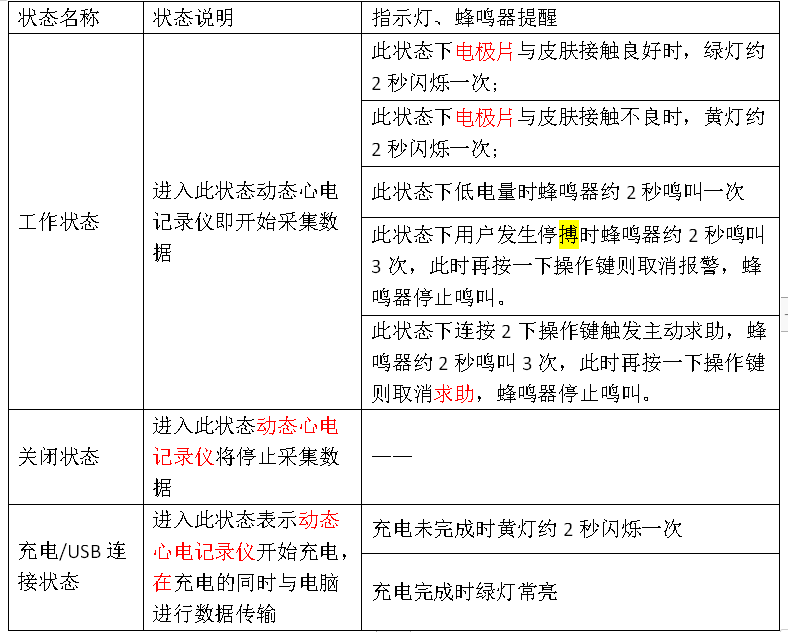 状态名称
状态说明
指示灯、蜂鸣器提醒
工作状态
进入此状态动态心电
记录仪即开始采集数
据
此状态下电极片与皮肤接触良好时，绿灯约
2 秒闪烁一次；
此状态下电极片与皮肤接触不良时，黄灯约
2 秒闪烁一次；
此状态下低电量时蜂鸣器约 2 秒鸣叫一次
此状态下用户发生停搏时蜂鸣器约 2 秒鸣叫
3 次，此时再按一下操作键则取消报警，蜂
鸣器停止鸣叫。
此状态下连按 2 下操作键触发主动求助，蜂
鸣器约 2 秒鸣叫 3 次，此时再按一下操作键
则取消求助，蜂鸣器停止鸣叫。
关闭状态
进入此状态动态心电
记录仪将停止采集数
据
——
充电/USB 连
接状态
进入此状态表示动态
心电记录仪开始充电，
在充电的同时与电脑
进行数据传输
充电未完成时黄灯约 2 秒闪烁一次
充电完成时绿灯常亮